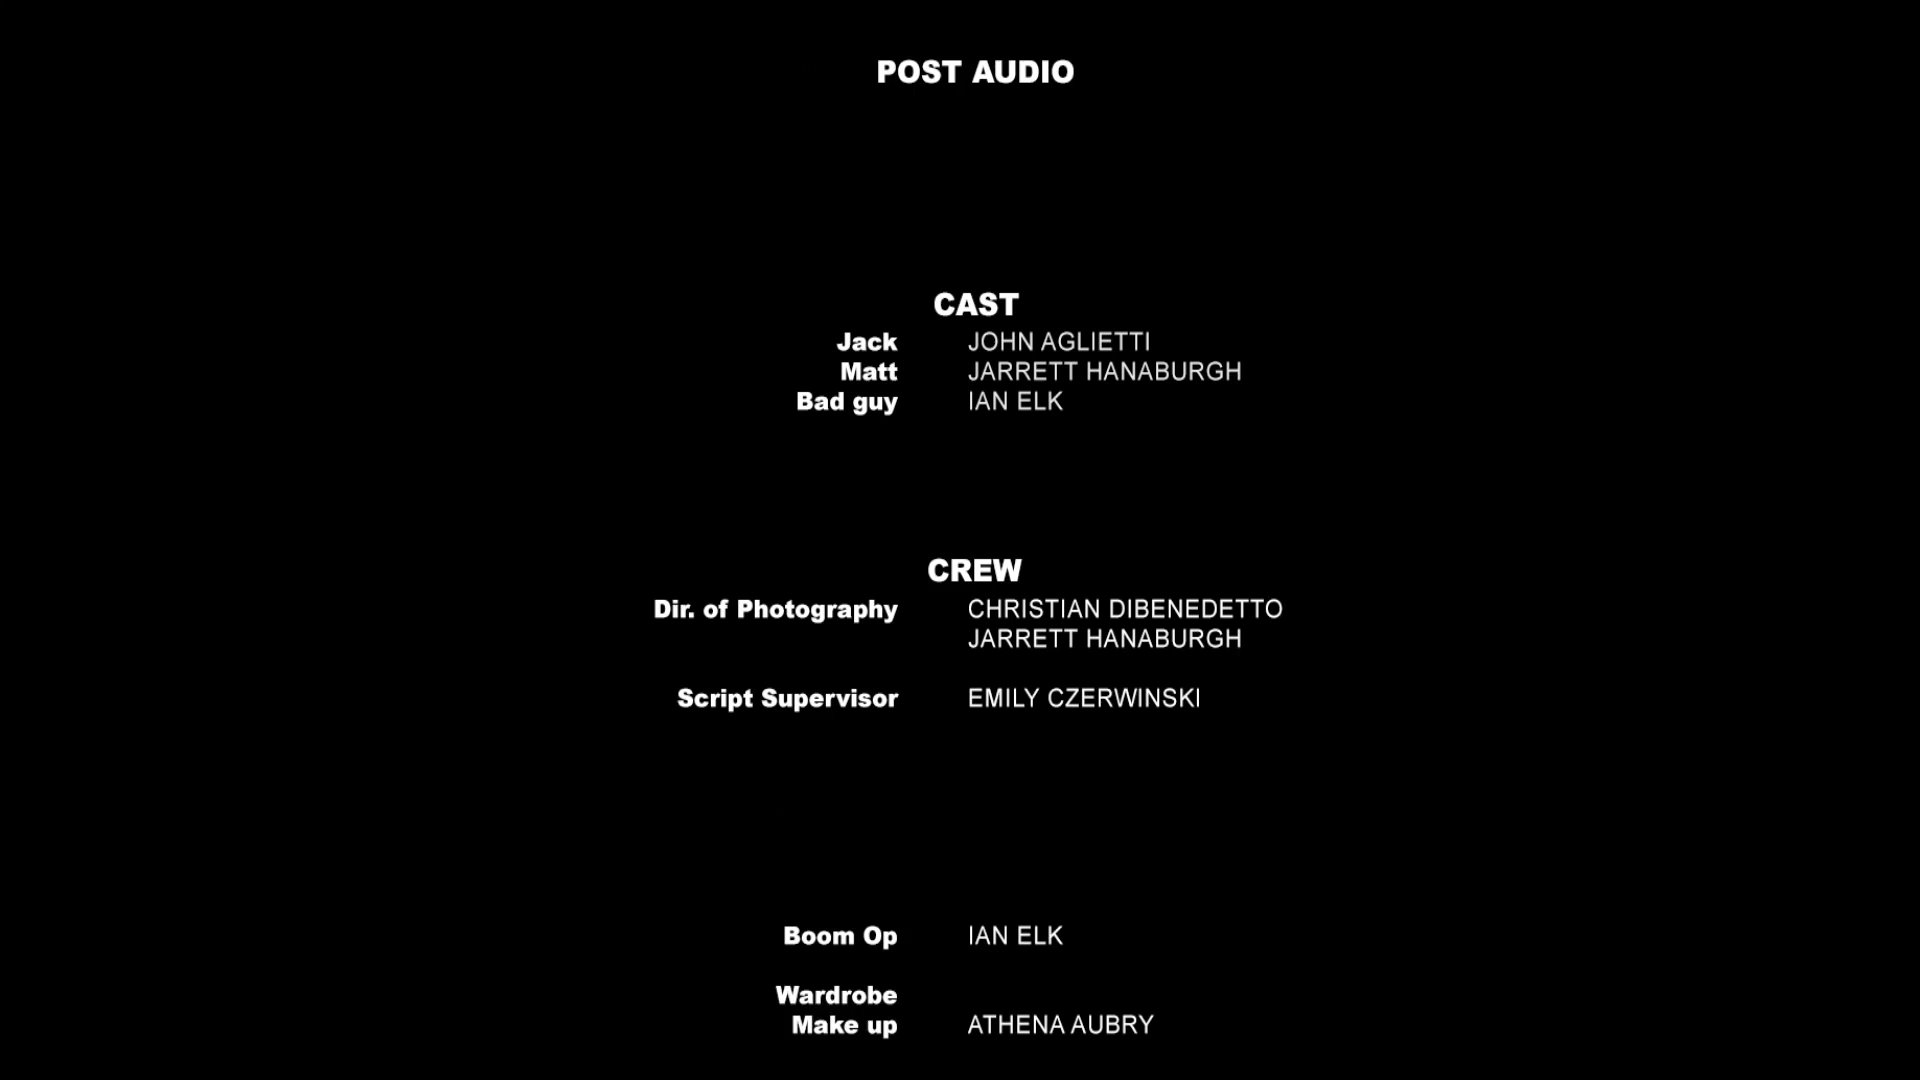 POST AUDIO
CAST
Jack JOHN AGLIETTI
Matt JARRETT HANABURGH
Bad guy IAN ELK
CREW
Dir. of Photography CHRISTIAN DIBENEDETTO
JARRETT HANABURGH
Script Supervisor EMILY CZERWINSKI
Boom Op IAN ELK
Wardrobe
Make up ATHENA AUBRY